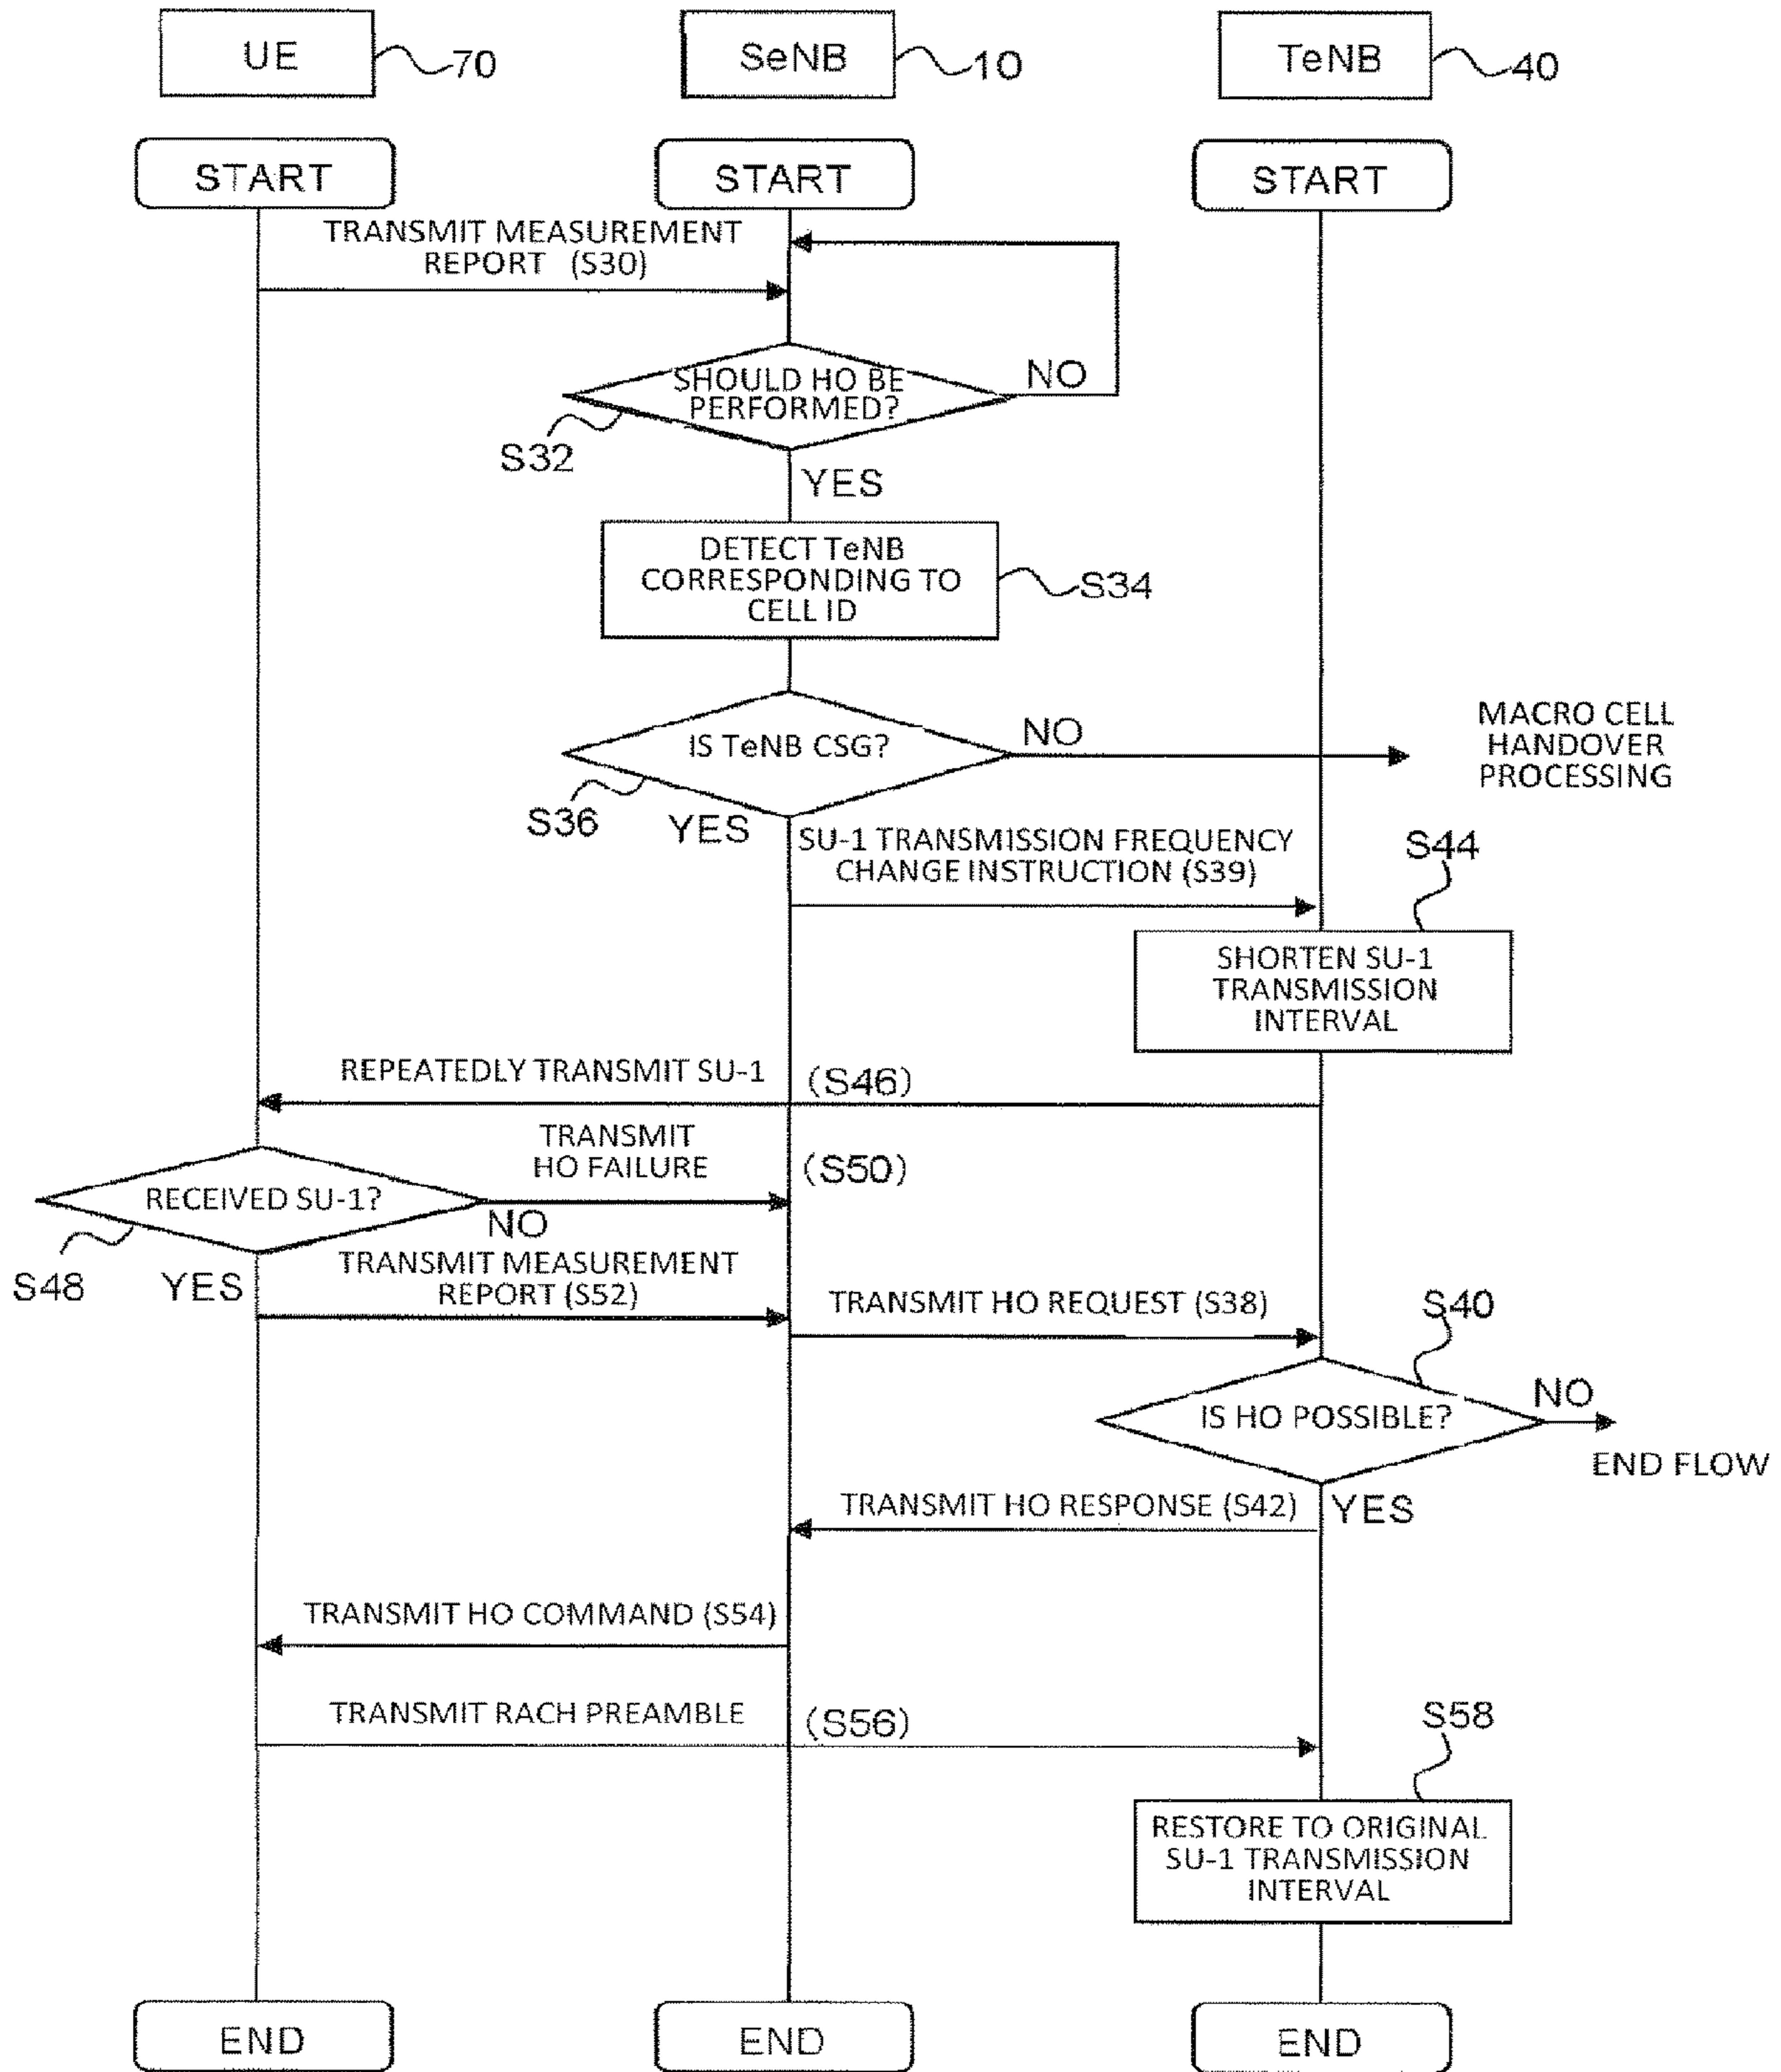 UE
70
SeNB
10
TeNB
40
START
START
START
TRANSMIT MEASUREMENT
REPORT (S30)
SHOULD HO BE
PERFORMED?
NO
S32
YES
DETECT TeNB
CORRESPONDING TO
CELL ID
S34
IS TeNB CSG?
NO
MACRO CELL
HANDOVER
PROCESSING
S36
YES
SU-1 TRANSMISSION FREQUENCY
CHANGE INSTRUCTION (S39)
S44
SHORTEN SU-1
TRANSMISSION
INTERVAL
REPEATEDLY TRANSMIT SU-1
(S46)
TRANSMIT
HO FAILURE
(S50)
RECEIVED SU-1?
NO
S48
YES
TRANSMIT MEASUREMENT
REPORT (S52)
TRANSMIT HO REQUEST (S38)
S40
IS HO POSSIBLE?
NO
END FLOW
YES
TRANSMIT HO RESPONSE (S42)
TRANSMIT HO COMMAND (S54)
TRANSMIT RACH PREAMBLE
(S56)
S58
RESTORE TO ORIGINAL
SU-1 TRANSMISSION
INTERVAL
END
END
END